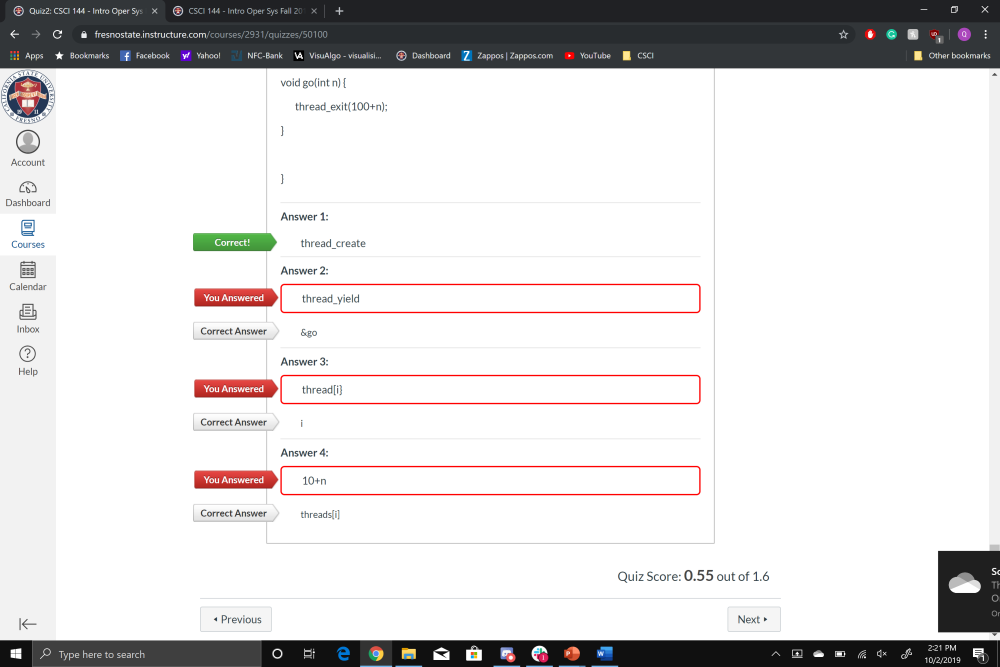 Quiz2: CSCI 144 - Intro Oper Sys
CSCI 144 - Intro Oper Sys Fall 20
fresnostate.instructure.com/courses/2931/quizzes/50100
Apps
Bookmarks
Facebook
Yahoo!
NFC-Bank
VisuAlgo - visualisi...
Dashboard
Zappos | Zappos.com
YouTube
CSCI
Other bookmarks
Account
Dashboard
Courses
Calendar
Inbox
Help
void go(int n) {
thread_exit(100+n);
}
}
Answer 1:
Correct!
thread_create
Answer 2:
You Answered
thread_yield
Correct Answer
&go
Answer 3:
You Answered
thread[i}
Correct Answer
i
Answer 4:
You Answered
10+n
Correct Answer
threads[i]
Quiz Score: 0.55 out of 1.6
Previous
Next
Type here to search
2:21 PM
10/2/2019